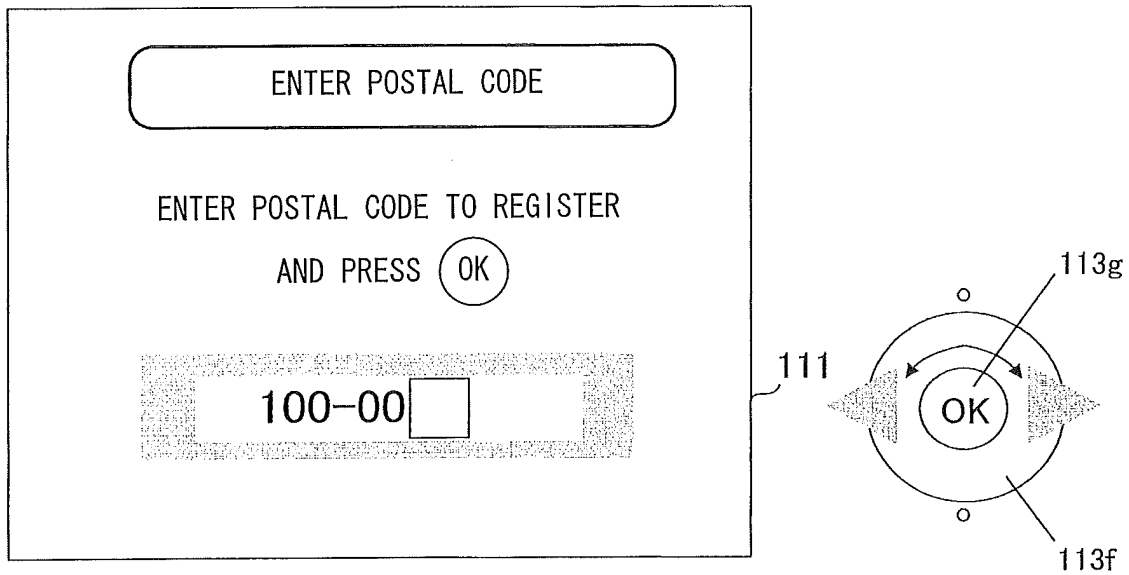 ENTER POSTAL CODE
ENTER POSTAL CODE TO REGISTER
AND PRESS OK
100-00
111
113g
OK
113f